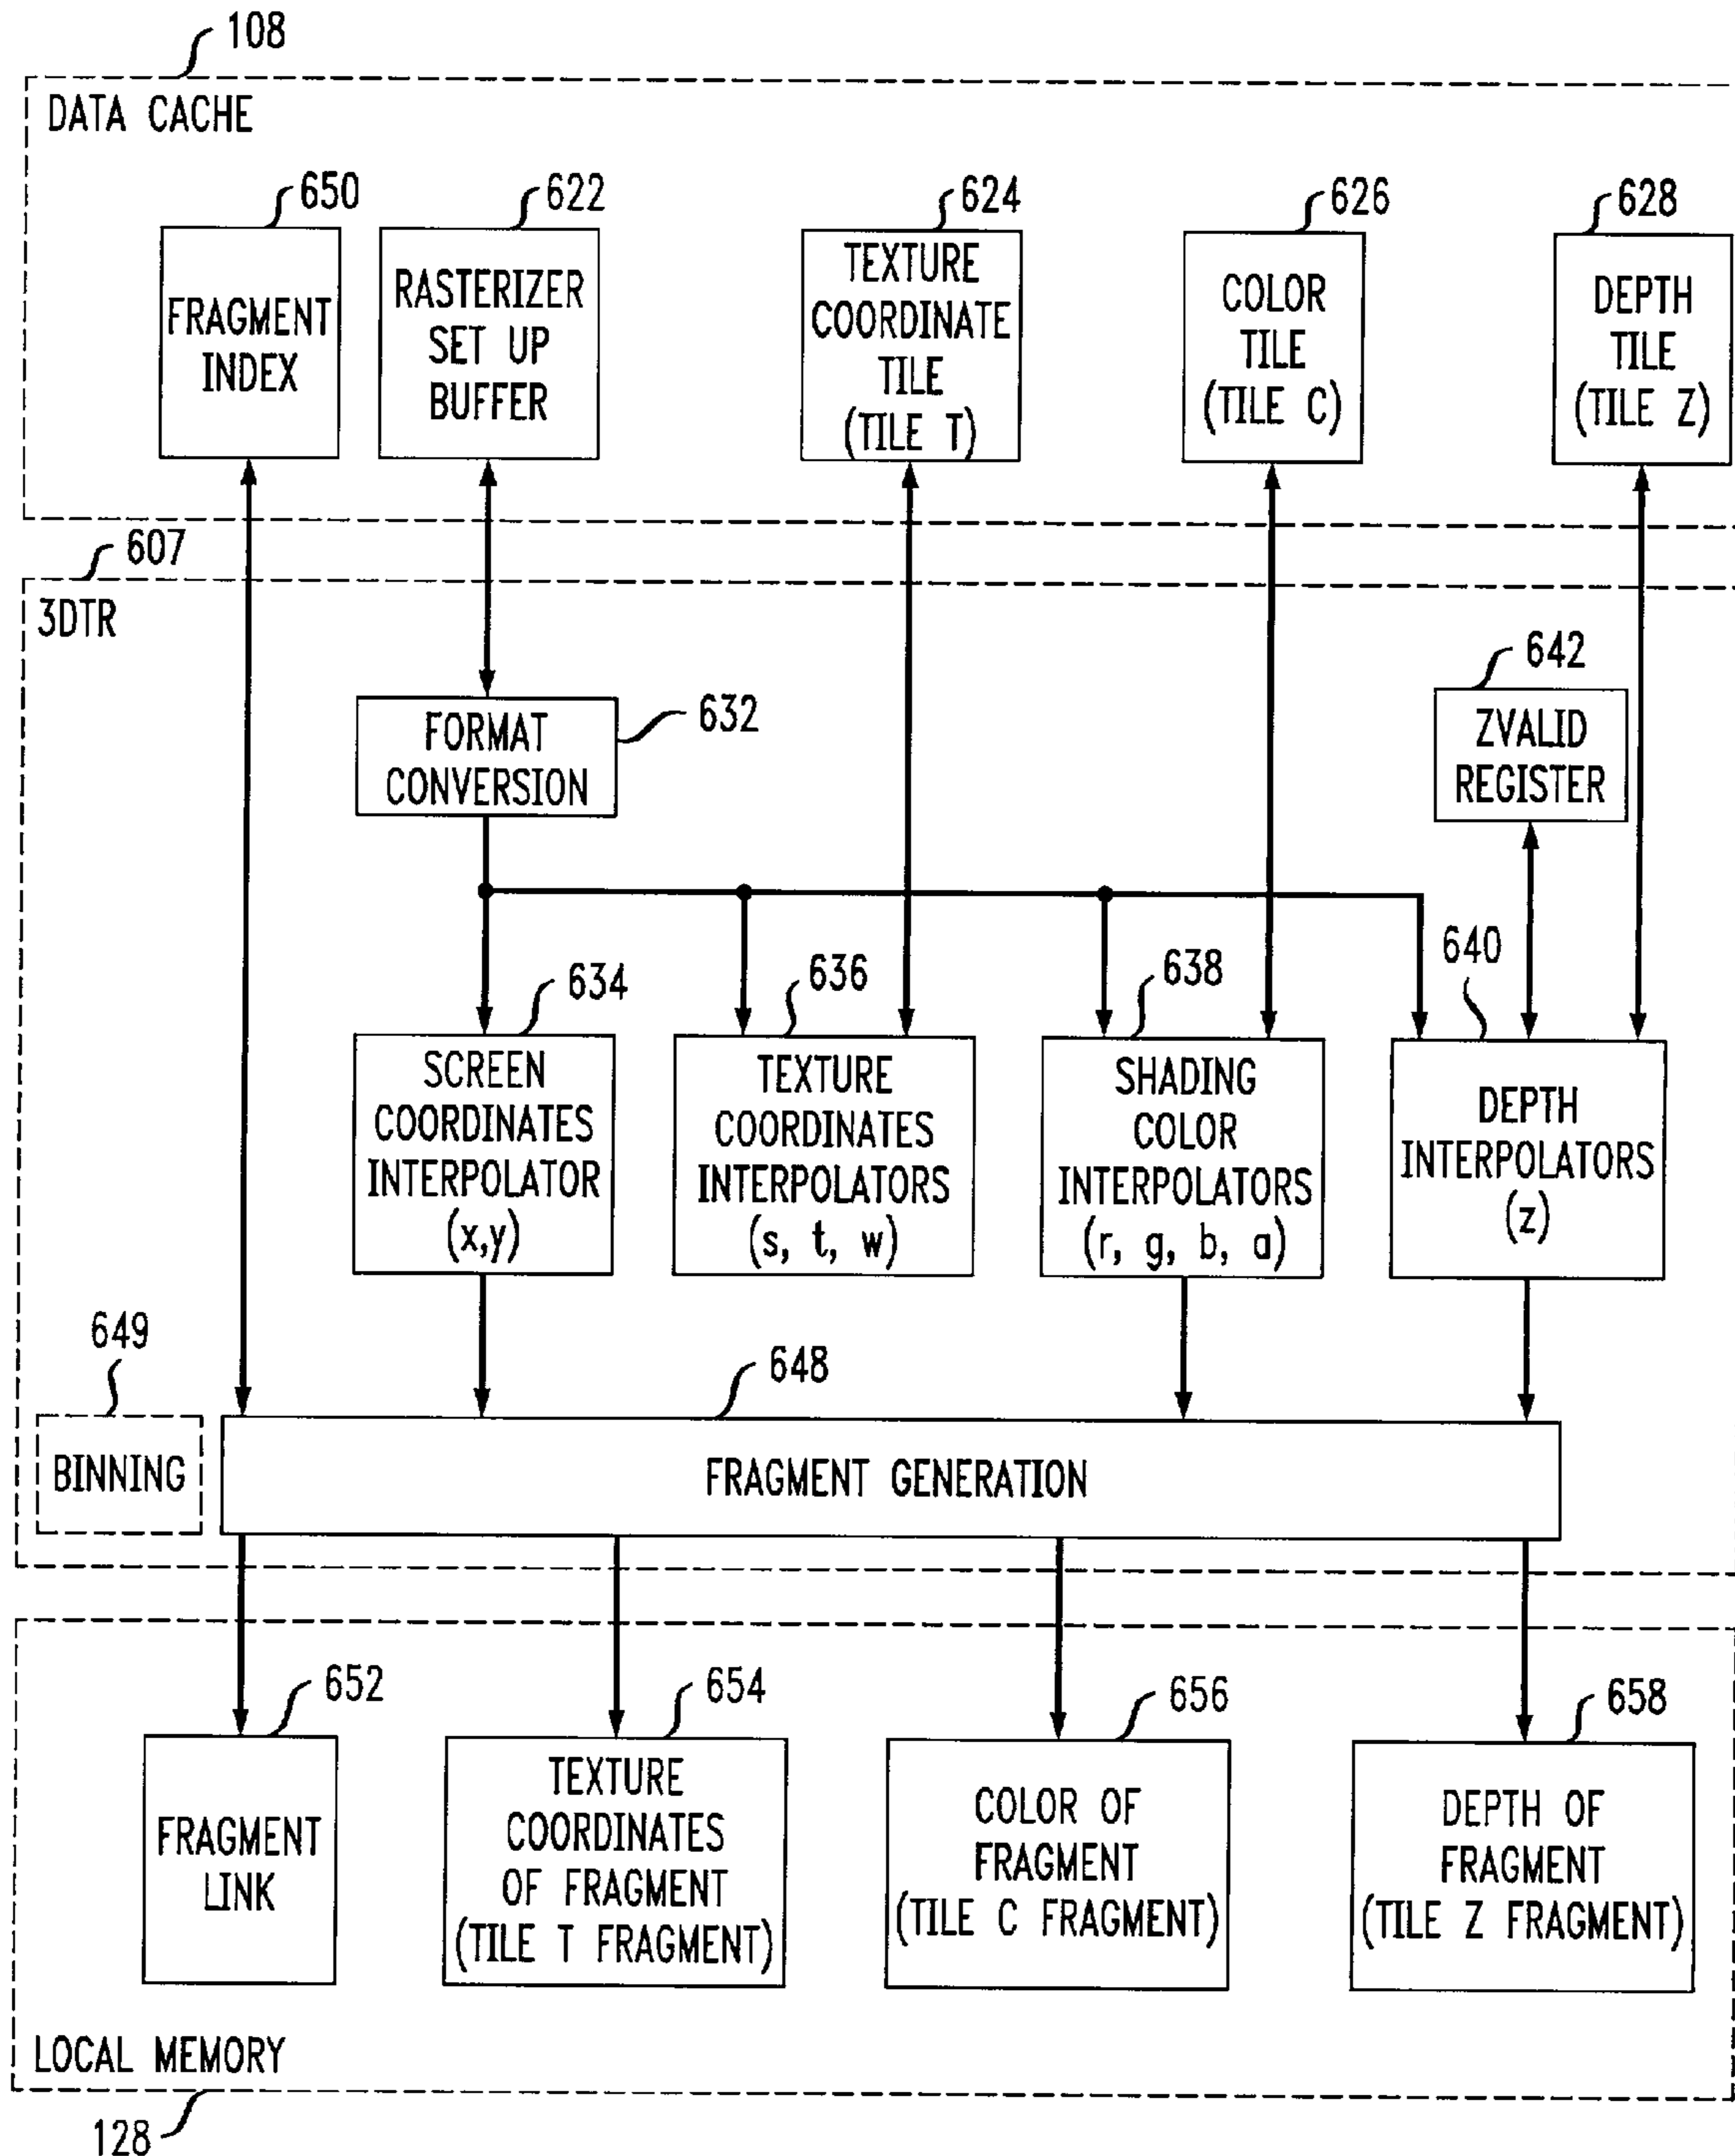 108
DATA CACHE
650
622
624
626
628
FRAGMENT
INDEX
RASTERIZER
SET UP
BUFFER
TEXTURE
COORDINATE
TILE
(TILE T)
COLOR
TILE
(TILE C)
DEPTH
TILE
(TILE Z)
607
3DTR
642
632
FORMAT
CONVERSION
ZVALID
REGISTER
634
636
638
640
SCREEN
COORDINATES
INTERPOLATOR
(x,y)
TEXTURE
COORDINATES
INTERPOLATORS
(s, t, w)
SHADING
COLOR
INTERPOLATORS
(r, g, b, a)
DEPTH
INTERPOLATORS
(z)
649
648
BINNING
FRAGMENT GENERATION
652
654
656
658
FRAGMENT
LINK
TEXTURE
COORDINATES
OF FRAGMENT
(TILE T FRAGMENT)
COLOR OF
FRAGMENT
(TILE C FRAGMENT)
DEPTH OF
FRAGMENT
(TILE Z FRAGMENT)
LOCAL MEMORY
128